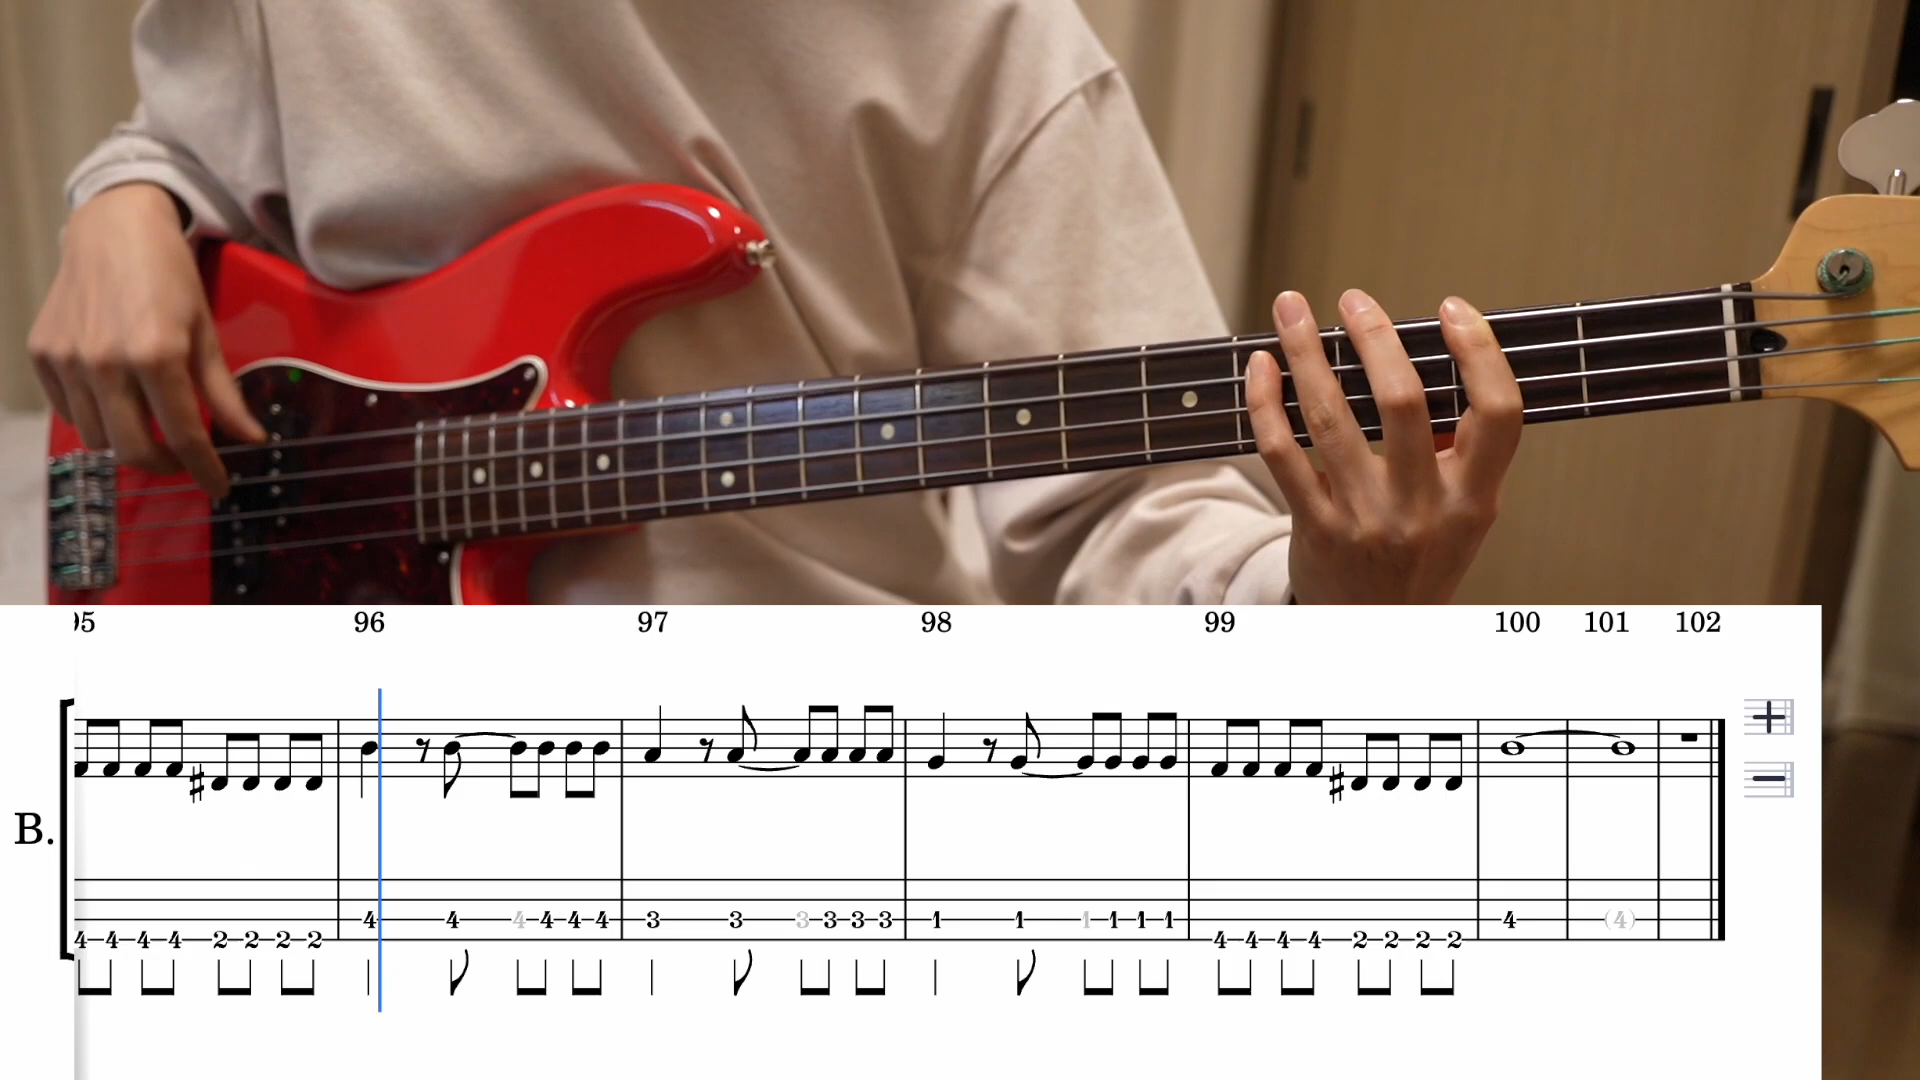 95 96 97 98 99 100 101 102
B.
4 4 4 4 4 4 3 3 3 3 3 3 1 1 1 1 1 1 4 (4)
4 4 4 4 2 2 2 2 4 4 4 4 2 2 2 2